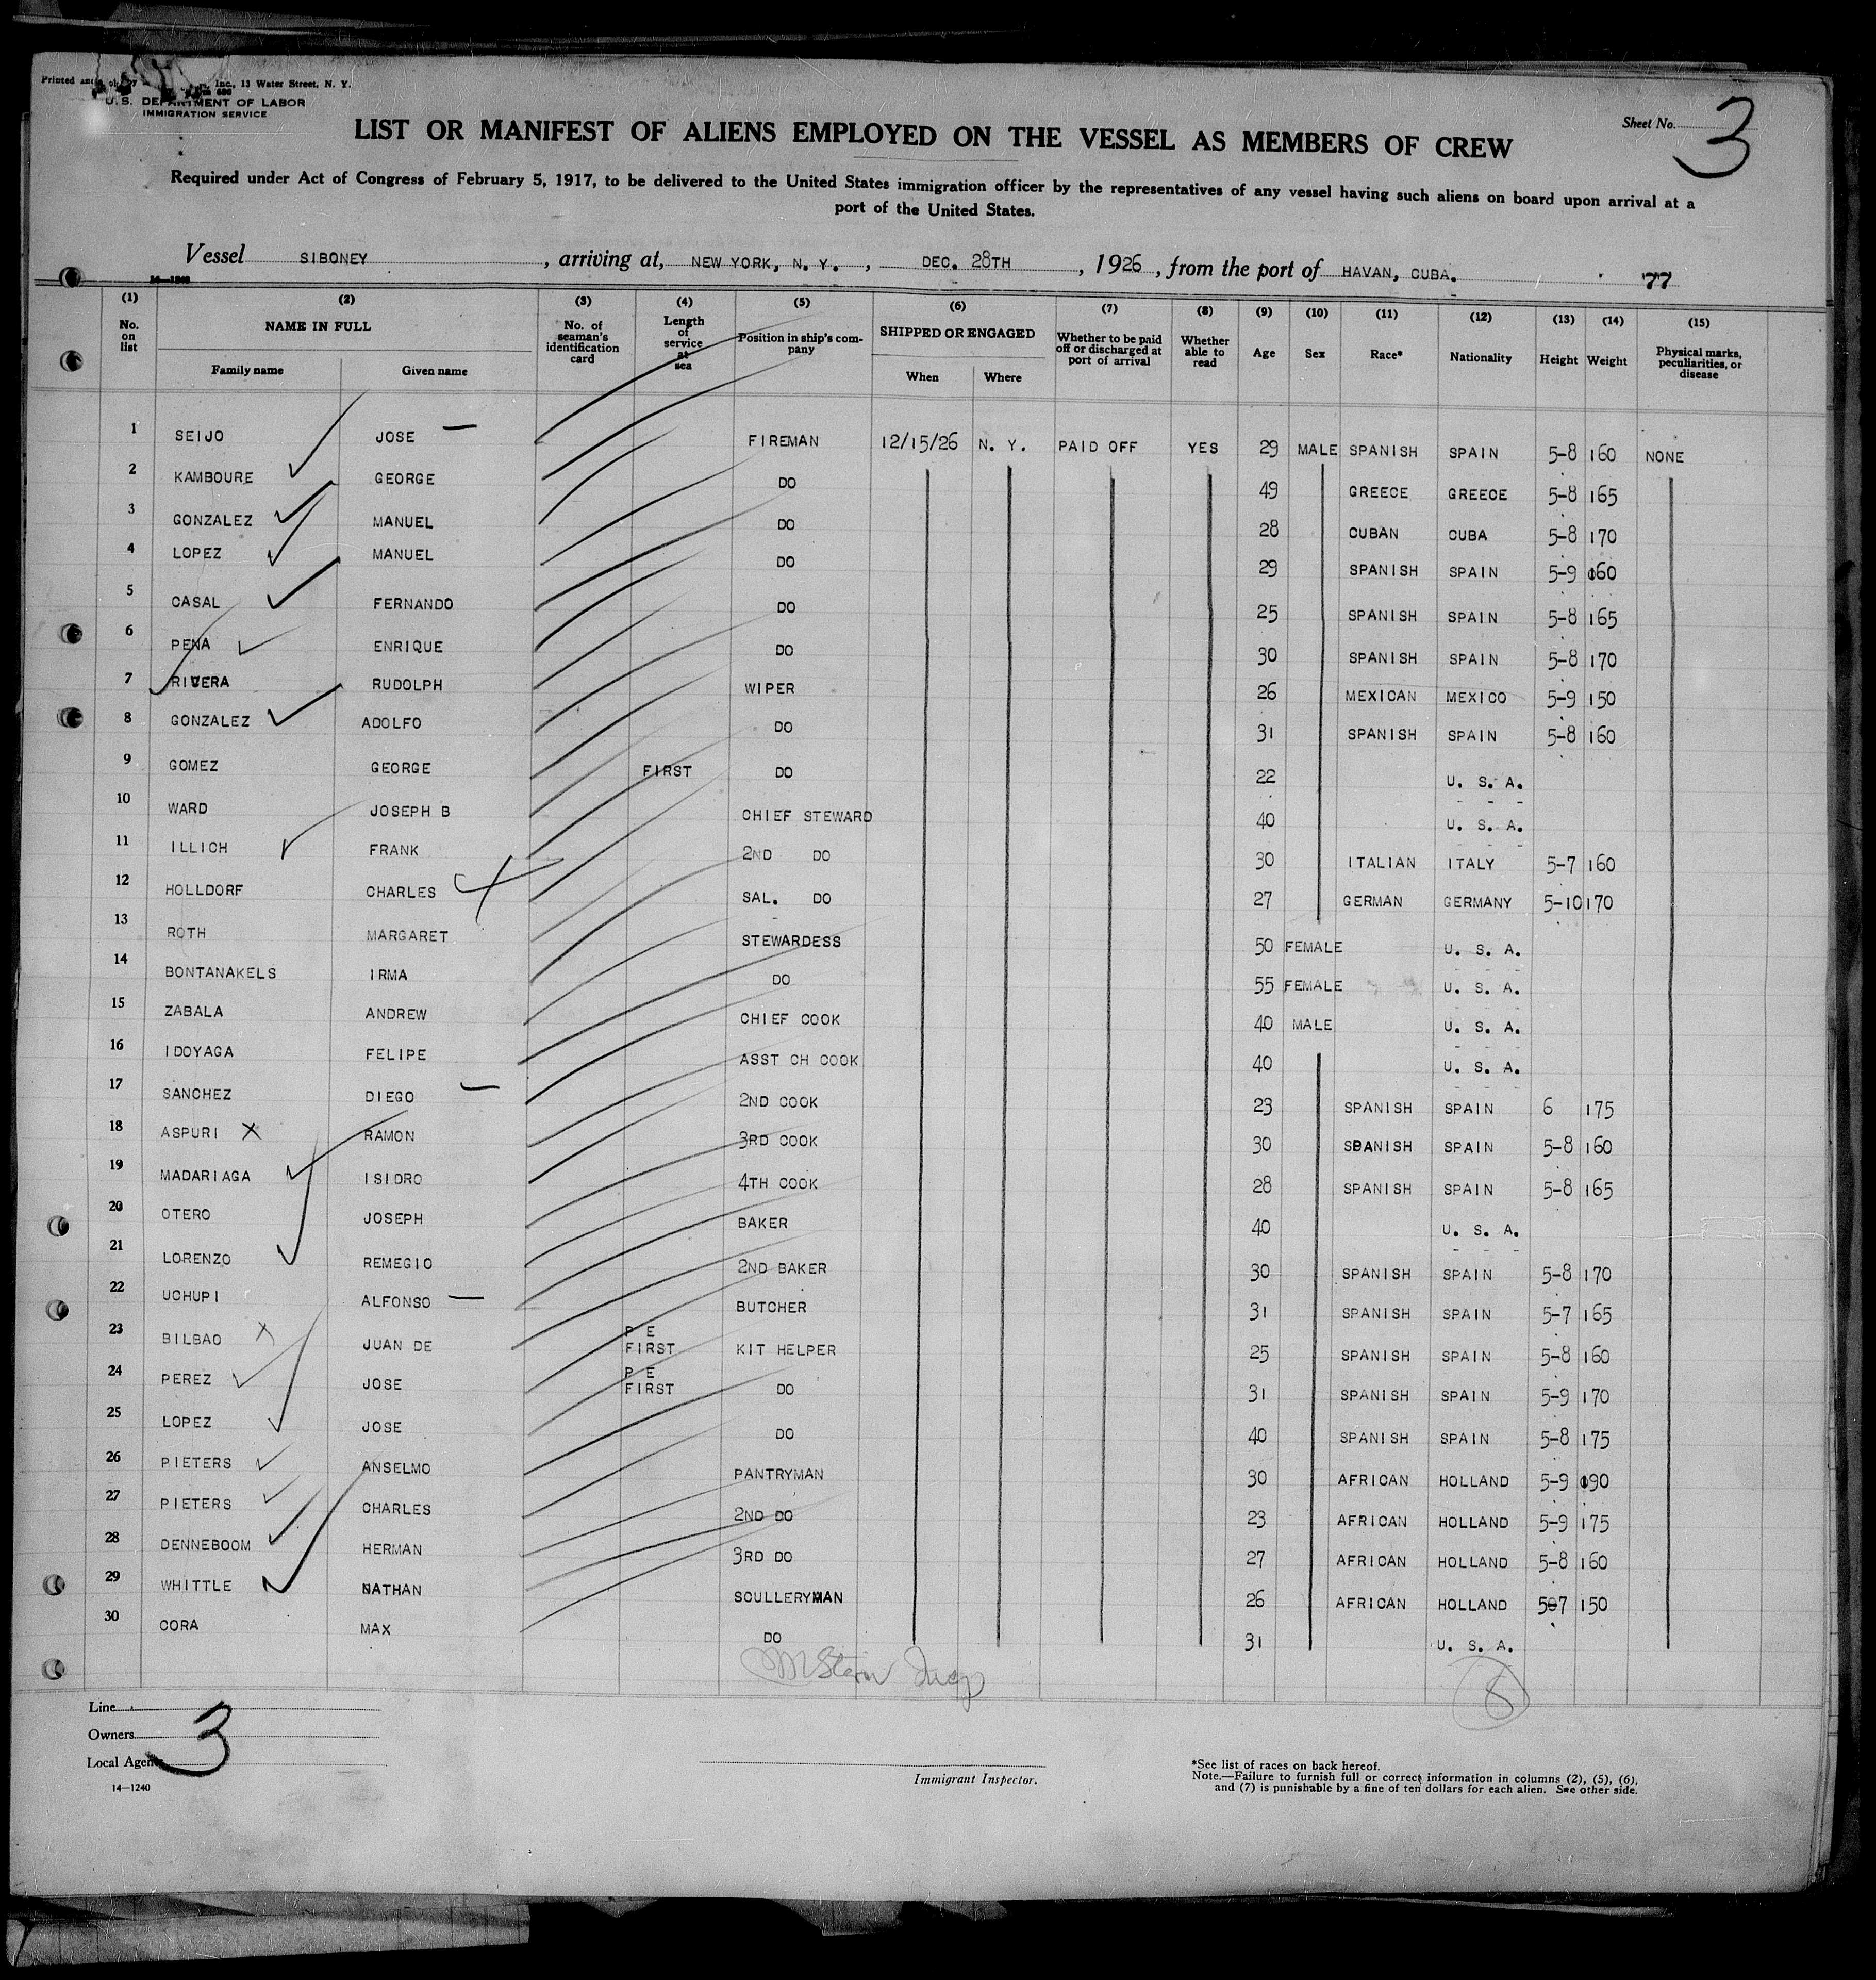 Printed and Inc., 13 Water Street, N. Y.
U. S. DEPARTMENT OF LABOR
IMMIGRATION SERVICE
Sheet No. 3
LIST OR MANIFEST OF ALIENS EMPLOYED ON THE VESSEL AS MEMBERS OF CREW
Required under Act of Congress of February 5, 1917, to be delivered to the United States immigration officer by the representatives of any vessel having such aliens on board upon arrival at a
port of the United States.
Vessel SIBONEY, arriving at, NEW YORK, N. Y., DEC. 28TH, 1926, from the port of HAVAN, CUBA.
14—1240 77
(1) (2) (3) (4) (5) (6) (7) (8) (9) (10) (11) (12) (13) (14) (15)
No. on list NAME IN FULL Family name Given name No. of seaman's identification card Length of service at sea Position in ship's company SHIPPED OR ENGAGED When Where Whether to be paid off or discharged at port of arrival Whether able to read Age Sex Race* Nationality Height Weight Physical marks, peculiarities, or disease
1 SEIJO JOSE FIREMAN 12/15/26 N. Y. PAID OFF YES 29 MALE SPANISH SPAIN 5-8 160 NONE
2 KAMBOURE GEORGE DO 49 GREECE GREECE 5-8 165
3 GONZALEZ MANUEL DO 28 CUBAN CUBA 5-8 170
4 LOPEZ MANUEL DO 29 SPANISH SPAIN 5-9 160
5 CASAL FERNANDO DO 25 SPANISH SPAIN 5-8 165
6 PENA ENRIQUE DO 30 SPANISH SPAIN 5-8 170
7 RIVERA RUDOLPH WIPER 26 MEXICAN MEXICO 5-9 150
8 GONZALEZ ADOLFO DO 31 SPANISH SPAIN 5-8 160
9 GOMEZ GEORGE FIRST DO 22 U. S. A.
10 WARD JOSEPH B CHIEF STEWARD 40 U. S. A.
11 ILLICH FRANK 2ND DO 30 ITALIAN ITALY 5-7 160
12 HOLLDORF CHARLES SAL. DO 27 GERMAN GERMANY 5-10 170
13 ROTH MARGARET STEWARDESS 50 FEMALE U. S. A.
14 BONTANAKELS IRMA DO 55 FEMALE U. S. A.
15 ZABALA ANDREW CHIEF COOK 40 MALE U. S. A.
16 IDOYAGA FELIPE ASST CH COOK 40 U. S. A.
17 SANCHEZ DIEGO 2ND COOK 23 SPANISH SPAIN 6 175
18 ASPURI X RAMON 3RD COOK 30 SBANISH SPAIN 5-8 160
19 MADARIAGA ISIDRO 4TH COOK 28 SPANISH SPAIN 5-8 165
20 OTERO JOSEPH BAKER 40 U. S. A.
21 LORENZO REMEGIO 2ND BAKER 30 SPANISH SPAIN 5-8 170
22 UCHUPI ALFONSO BUTCHER 31 SPANISH SPAIN 5-7 165
23 BILBAO X JUAN DE P E FIRST KIT HELPER 25 SPANISH SPAIN 5-8 160
24 PEREZ JOSE P E FIRST DO 31 SPANISH SPAIN 5-9 170
25 LOPEZ JOSE DO 40 SPANISH SPAIN 5-8 175
26 PIETERS ANSELMO PANTRYMAN 30 AFRICAN HOLLAND 5-9 190
27 PIETERS CHARLES 2ND DO 23 AFRICAN HOLLAND 5-9 175
28 DENNEBOOM HERMAN 3RD DO 27 AFRICAN HOLLAND 5-8 160
29 WHITTLE NATHAN SCULLERYMAN 26 AFRICAN HOLLAND 5-7 150
30 CORA MAX DO 31 U. S. A.
8
Line
Owners
Local Agents
3
14—1240
Immigrant Inspector.
*See list of races on back hereof.
Note.—Failure to furnish full or correct information in columns (2), (5), (6),
and (7) is punishable by a fine of ten dollars for each alien. See other side.